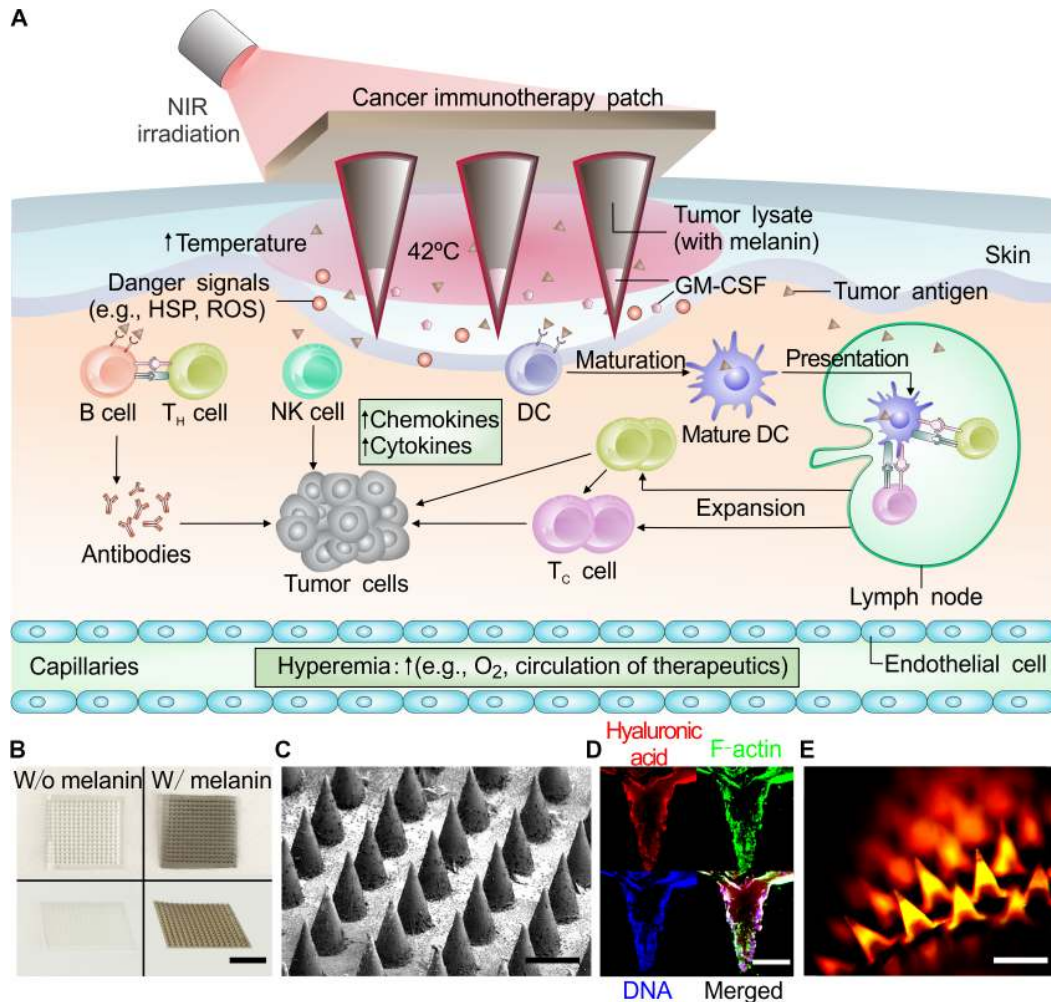 A
NIR
irradiation
Cancer immunotherapy patch
↑Temperature
42ºC
Tumor lysate
(with melanin)
Skin
Danger signals
(e.g., HSP, ROS)
GM-CSF
Tumor antigen
Maturation
Presentation
B cell
TH cell
NK cell
DC
Mature DC
↑Chemokines
↑Cytokines
Expansion
Antibodies
Tumor cells
TC cell
Lymph node
Capillaries
Hyperemia: ↑(e.g., O2, circulation of therapeutics)
Endothelial cell
B
W/o melanin
W/ melanin
C
D
Hyaluronic
acid
F-actin
DNA
Merged
E